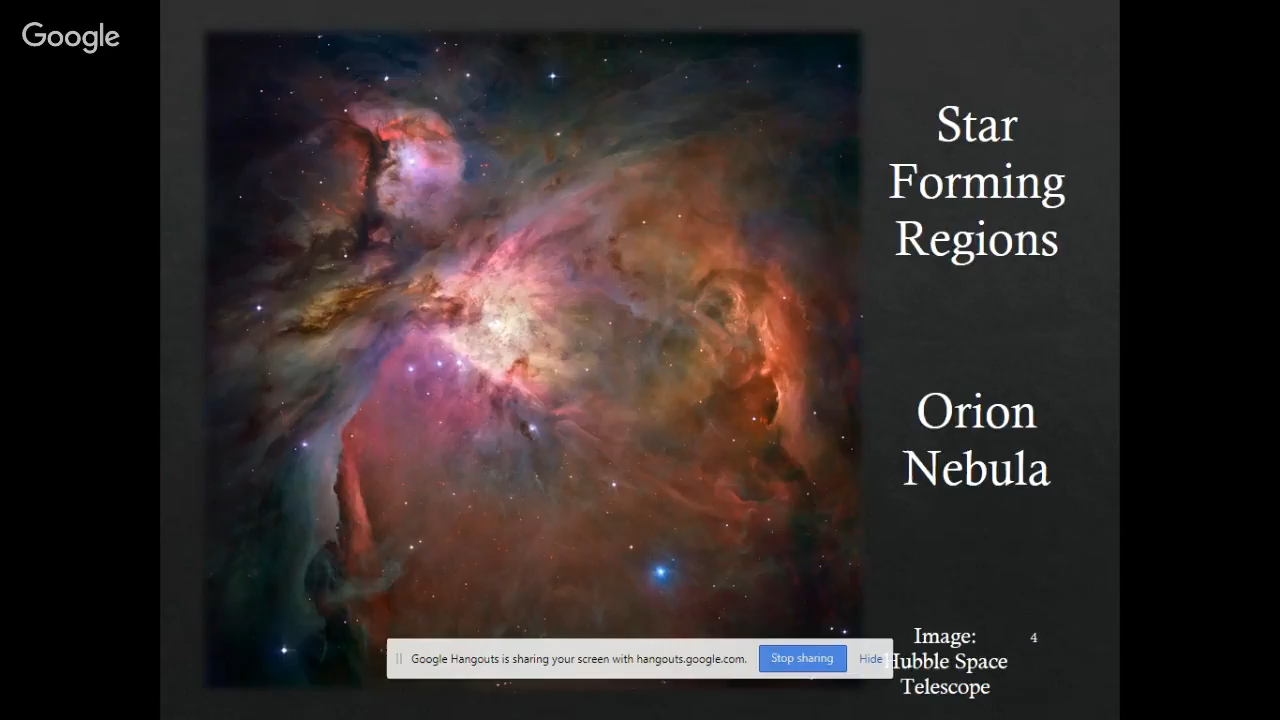 Google
Star
Forming
Regions
Orion
Nebula
Image:
Hubble Space
Telescope
4
Google Hangouts is sharing your screen with hangouts.google.com.
Stop sharing
Hide